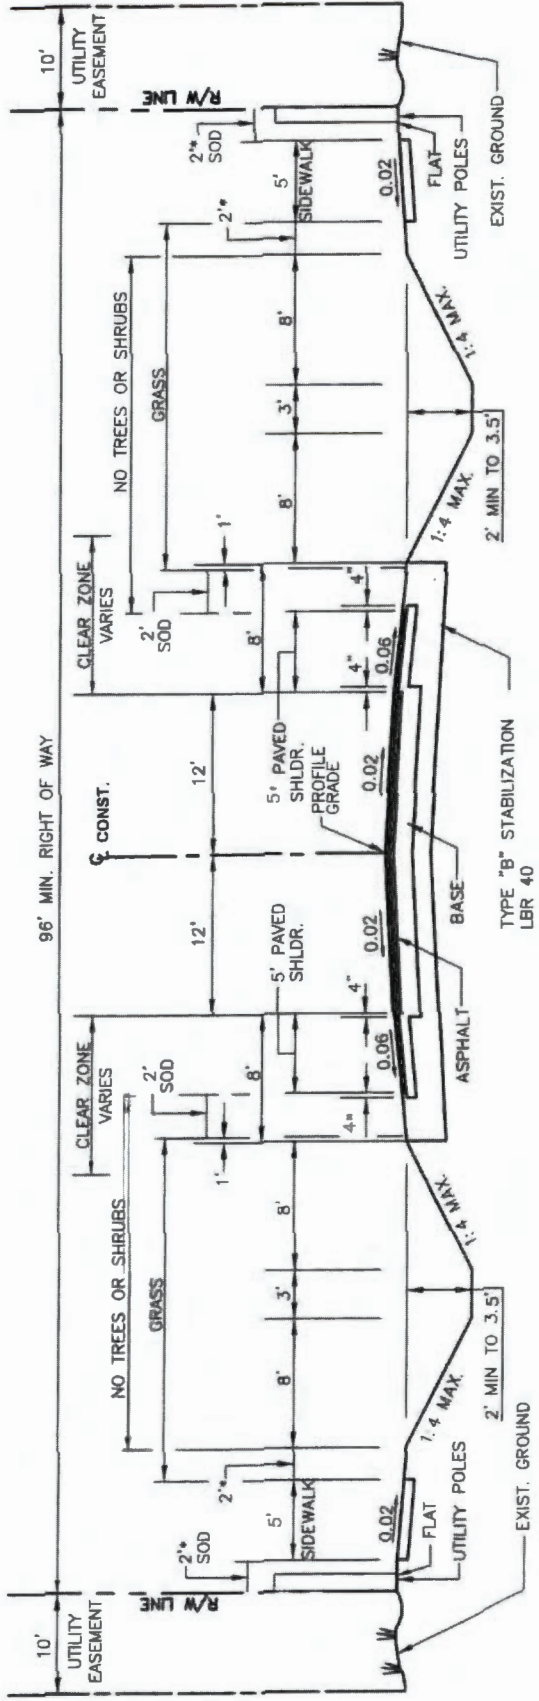 96' MIN. RIGHT OF WAY
10'
UTILITY
EASEMENT
R/W LINE
2'*
SOD
5'
SIDEWALK
2'*
NO TREES OR SHRUBS
GRASS
8'
3'
8'
CLEAR ZONE
VARIES
2'
SOD
1'
8'
12'
5' PAVED
SHLDR.
℄ CONST.
12'
5' PAVED
SHLDR.
PROFILE
GRADE
CLEAR ZONE
VARIES
2'
SOD
8'
1'
NO TREES OR SHRUBS
GRASS
8'
3'
8'
2'*
5'
SIDEWALK
2'*
SOD
R/W LINE
10'
UTILITY
EASEMENT
0.02
FLAT
UTILITY POLES
EXIST. GROUND
1:4 MAX.
2' MIN TO 3.5'
1:4 MAX.
4"
4"
0.06
0.02
ASPHALT
BASE
TYPE "B" STABILIZATION
LBR 40
0.02
0.06
4"
4"
1:4 MAX.
2' MIN TO 3.5'
1:4 MAX.
0.02
FLAT
UTILITY POLES
EXIST. GROUND